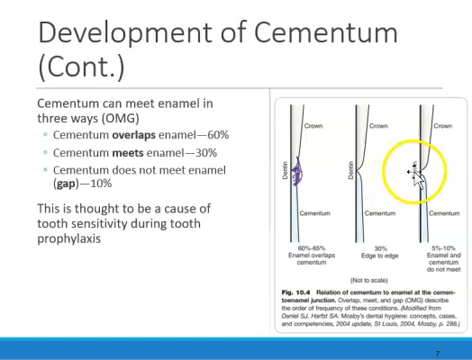 Development of Cementum
(Cont.)
Cementum can meet enamel in
three ways (OMG)
Cementum overlaps enamel—60%
Cementum meets enamel—30%
Cementum does not meet enamel
(gap)—10%
This is thought to be a cause of
tooth sensitivity during tooth
prophylaxis
Crown Crown Crown
Dentin Dentin
Cementum Cementum Cementum
60%-65% 30% 5%-10%
Enamel overlaps Edge to edge Enamel and
cementum cementum
do not meet
(Not to scale)
Fig. 10.4 Relation of cementum to enamel at the cemen-
toenamel junction. Overlap, meet, and gap (OMG) describe
the order of frequency of these conditions. (Modified from
Daniel SJ, Harfst SA: Mosby's dental hygiene: concepts, cases,
and competencies, 2004 update, St Louis, 2004, Mosby, p. 288.)
7